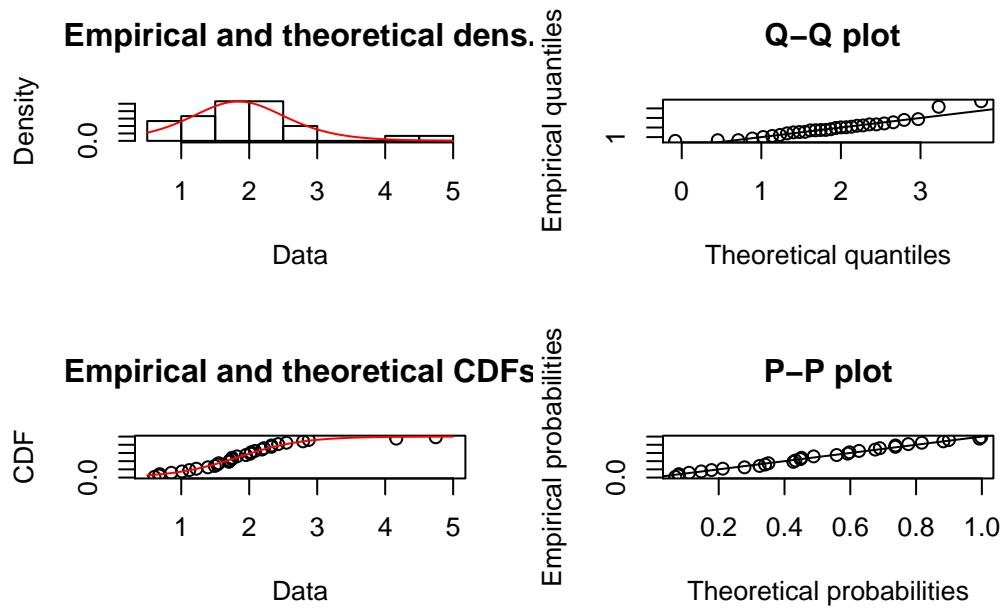 Empirical and theoretical dens.
Density
0.0
1 2 3 4 5
Data
Q−Q plot
Empirical quantiles
1
0 1 2 3
Theoretical quantiles
Empirical and theoretical CDFs
CDF
0.0
1 2 3 4 5
Data
P−P plot
Empirical probabilities
0.0
0.2 0.4 0.6 0.8 1.0
Theoretical probabilities